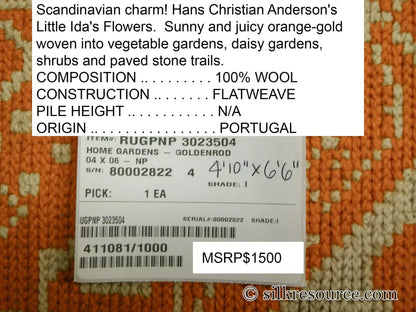 Scandinavian charm! Hans Christian Anderson's
Little Ida's Flowers.  Sunny and juicy orange-gold
woven into vegetable gardens, daisy gardens,
shrubs and paved stone trails.
COMPOSITION .. . . . . . . . . 100% WOOL
CONSTRUCTION .. . . . . . FLATWEAVE
PILE HEIGHT .. . . . . . . . . . . N/A
ORIGIN .. . . . . . . . . . . . . . . . PORTUGAL
ITEM#: RUGPNP 3023504
HOME GARDENS - GOLDENROD
04 X 06 - NP
S/N: 80002822 4
4'10" X 6'6"
SHADE: I
PICK: 1 EA
UGPNP 3023504 SERIAL#:80002822 SHADE:I
411081/1000
MSRP$1500
© silkresource.com